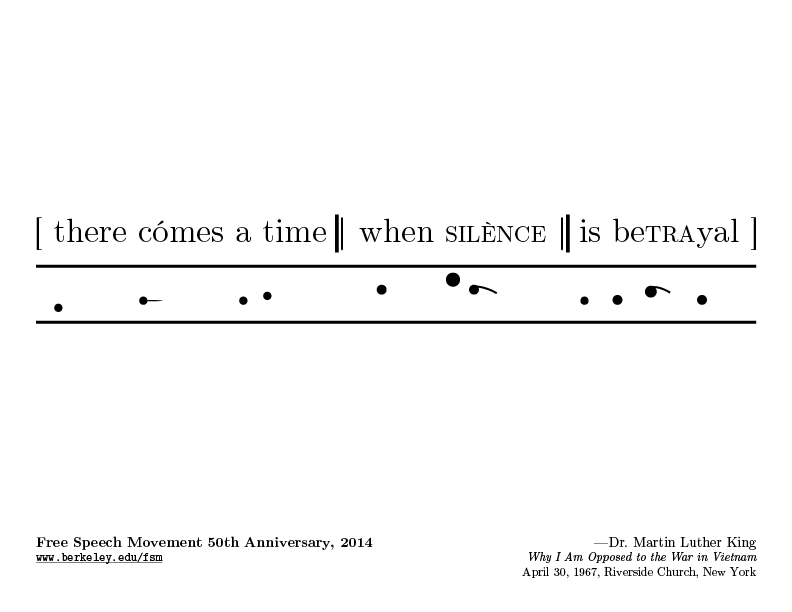 [ there cómes a time ‖ when SILÈNCE ‖ is beTRAyal ]
Free Speech Movement 50th Anniversary, 2014
www.berkeley.edu/fsm
—Dr. Martin Luther King
Why I Am Opposed to the War in Vietnam
April 30, 1967, Riverside Church, New York